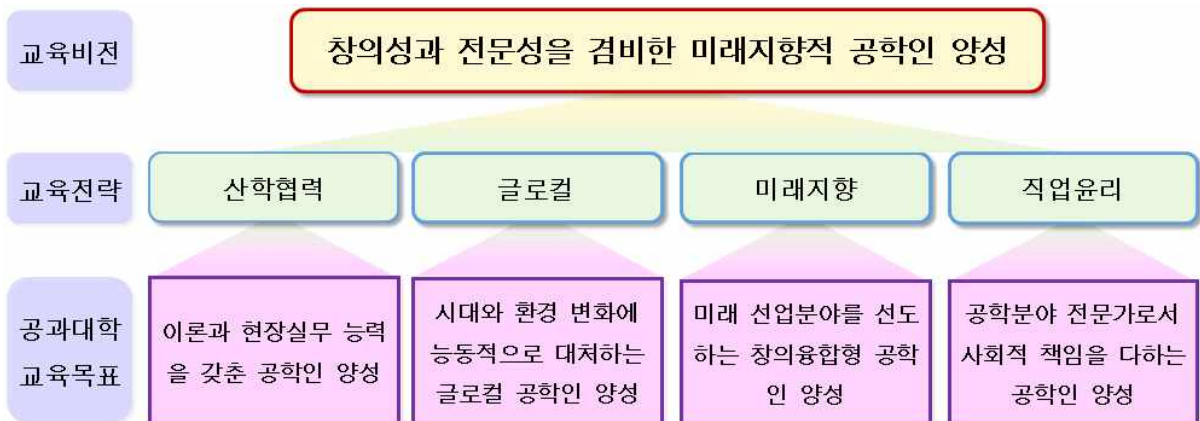 교육비전
창의성과 전문성을 겸비한 미래지향적 공학인 양성
교육전략
산학협력
글로컬
미래지향
직업윤리
공과대학
교육목표
이론과 현장실무 능력
을 갖춘 공학인 양성
시대와 환경 변화에
능동적으로 대처하는
글로컬 공학인 양성
미래 선업분야를 선도
하는 창의융합형 공학
인 양성
공학분야 전문가로서
사회적 책임을 다하는
공학인 양성